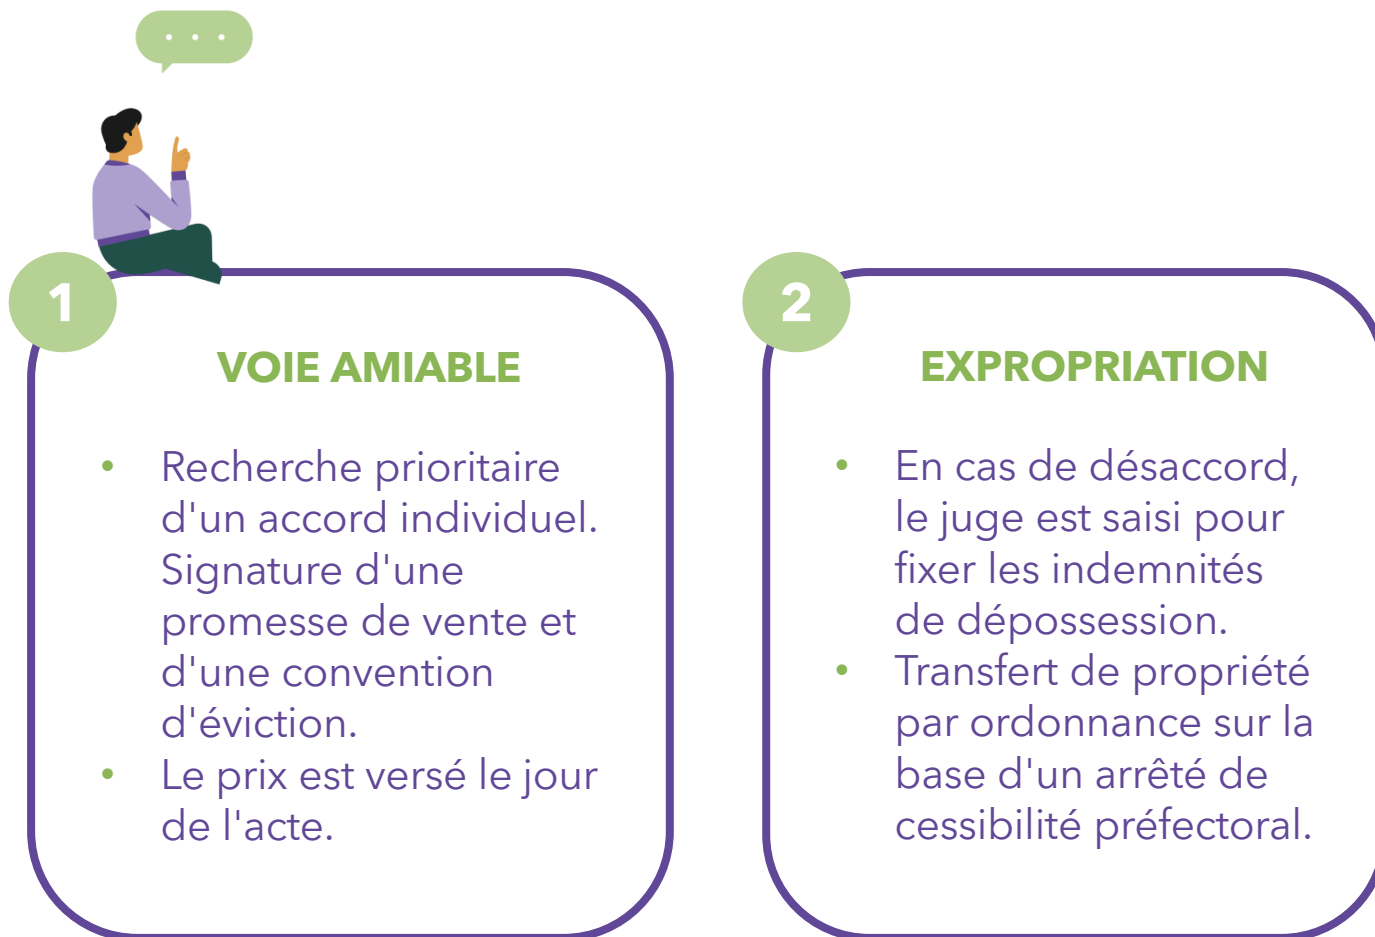 1
VOIE AMIABLE
• Recherche prioritaire
d'un accord individuel.
Signature d'une
promesse de vente et
d'une convention
d'éviction.
• Le prix est versé le jour
de l'acte.
2
EXPROPRIATION
• En cas de désaccord,
le juge est saisi pour
fixer les indemnités
de dépossession.
• Transfert de propriété
par ordonnance sur la
base d'un arrêté de
cessibilité préfectoral.